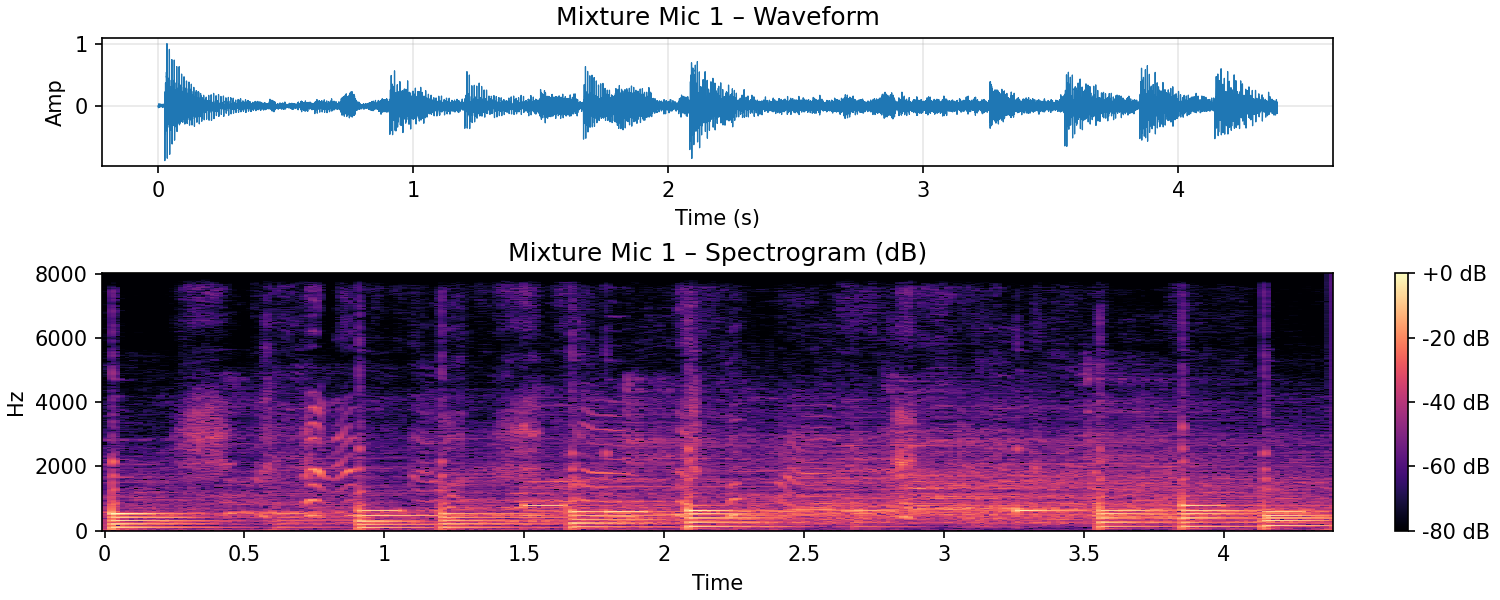 Mixture Mic 1 – Waveform
1
0
Amp
0 1 2 3 4
Time (s)
Mixture Mic 1 – Spectrogram (dB)
8000
6000
4000
2000
0
Hz
+0 dB
-20 dB
-40 dB
-60 dB
-80 dB
0 0.5 1 1.5 2 2.5 3 3.5 4
Time